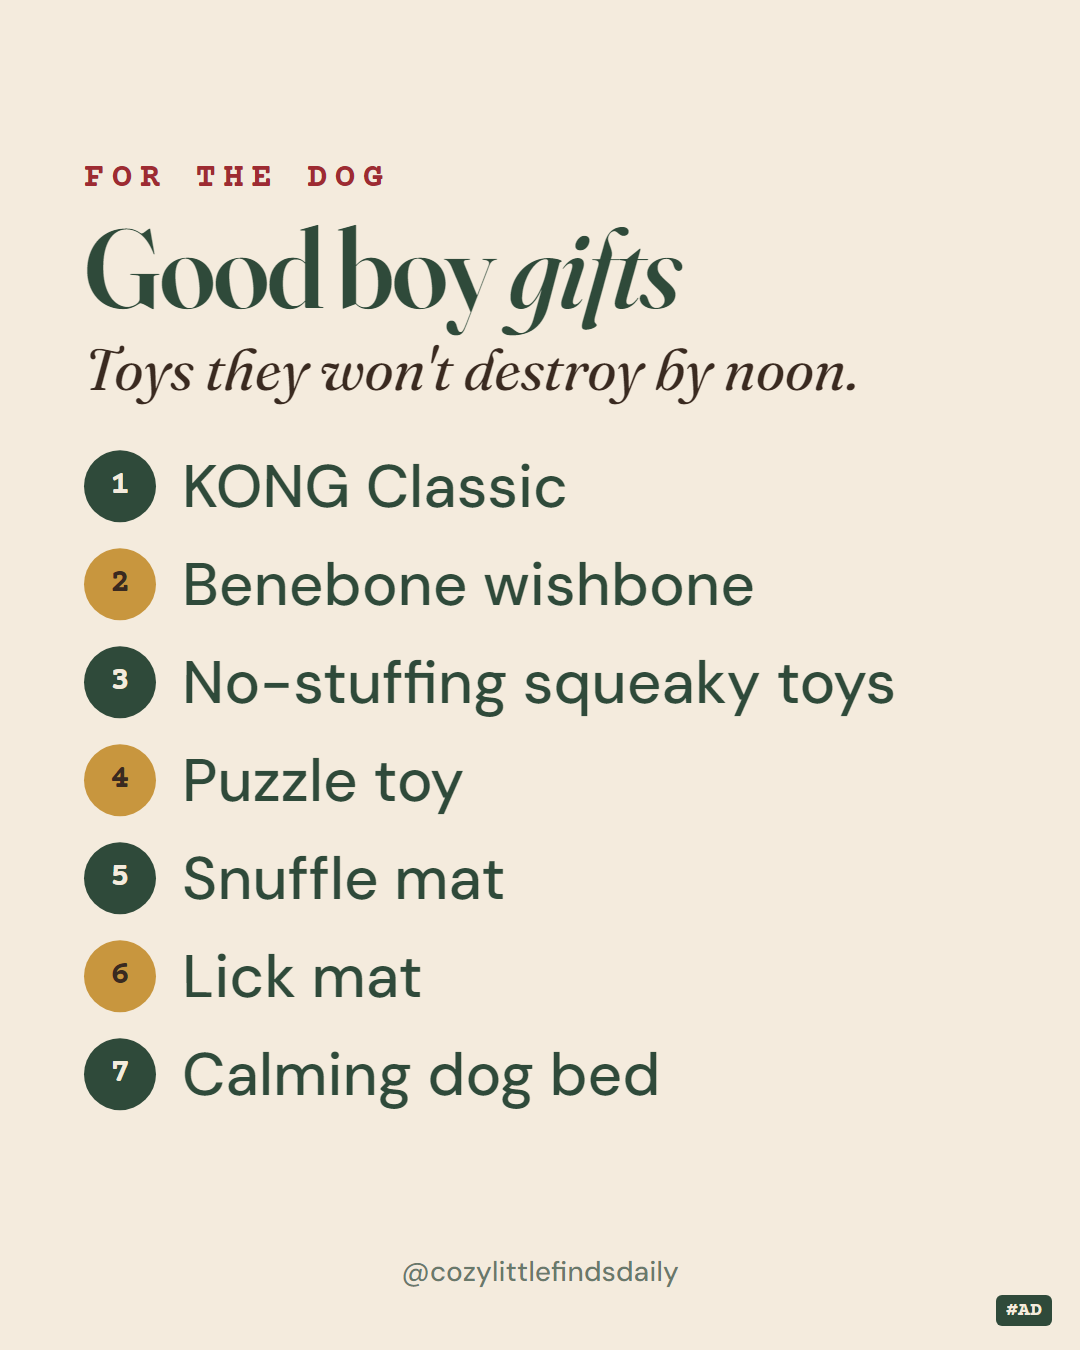 FOR THE DOG
Good boy gifts
Toys they won't destroy by noon.
1 KONG Classic
2 Benebone wishbone
3 No-stuffing squeaky toys
4 Puzzle toy
5 Snuffle mat
6 Lick mat
7 Calming dog bed
@cozylittlefindsdaily
#AD